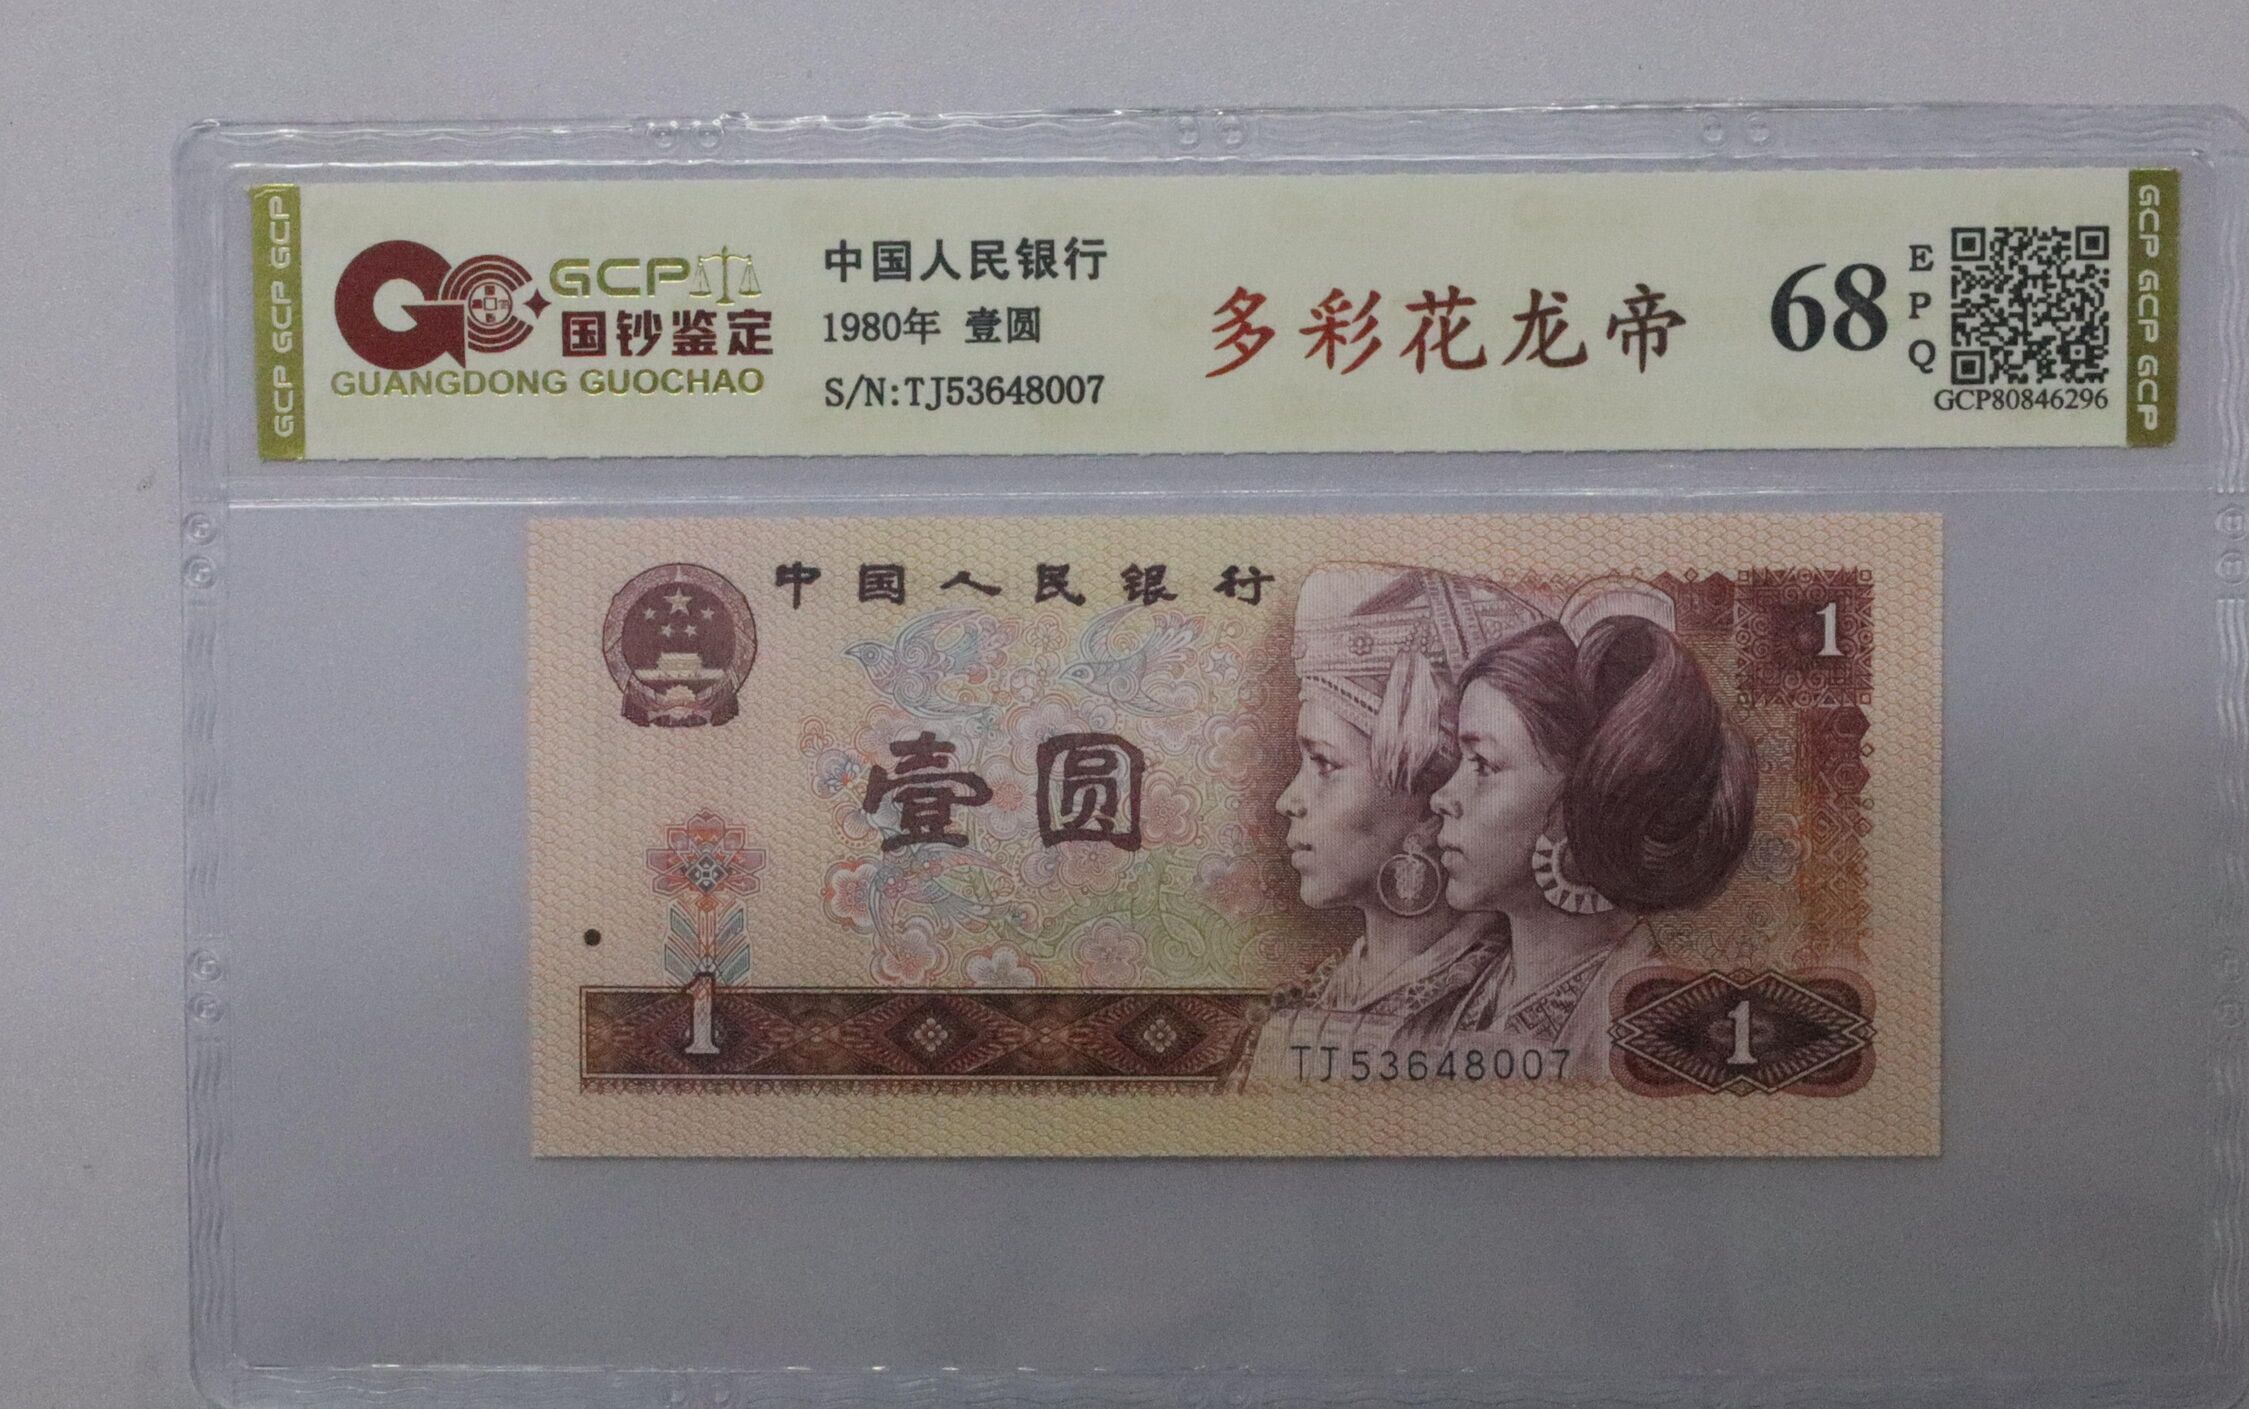 GCP GCP GCP
GCP
国钞鉴定
GUANGDONG GUOCHAO
中国人民银行
1980年 壹圆
S/N:TJ53648007
多彩花龙帝
68
EPQ
GCP80846296
GCP GCP GCP
中国人民银行
1
壹圆
1
TJ53648007
1